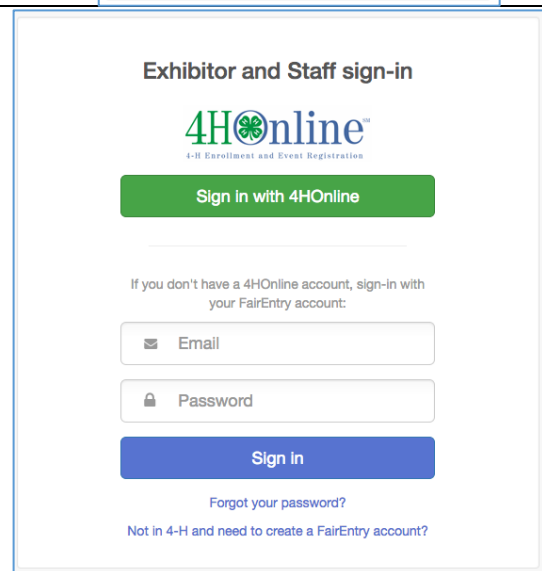 Exhibitor and Staff sign-in
4HOnline℠
4-H Enrollment and Event Registration
Sign in with 4HOnline
If you don't have a 4HOnline account, sign-in with
your FairEntry account:
Email
Password
Sign in
Forgot your password?
Not in 4-H and need to create a FairEntry account?